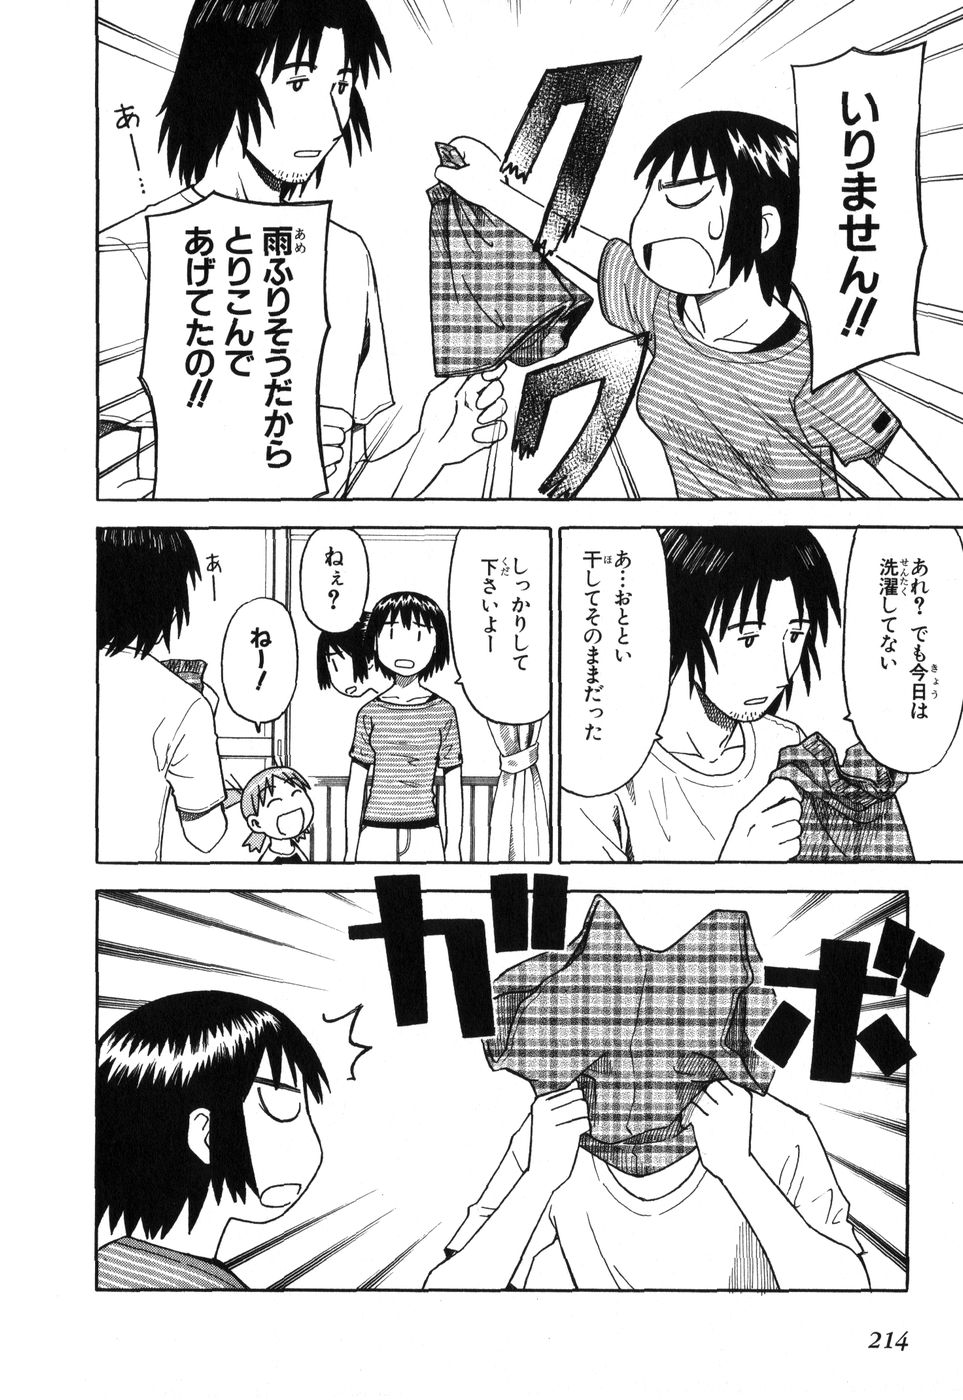 いりません!!
ワワ
雨ふりそうだから
とりこんで
あげてたの!!
あーー…
あれ?でも今日は
洗濯してない
あ…おととい
干してそのままだった
しっかりして
下さいよー
ねぇ?
ねー!
あー
ガボ
214